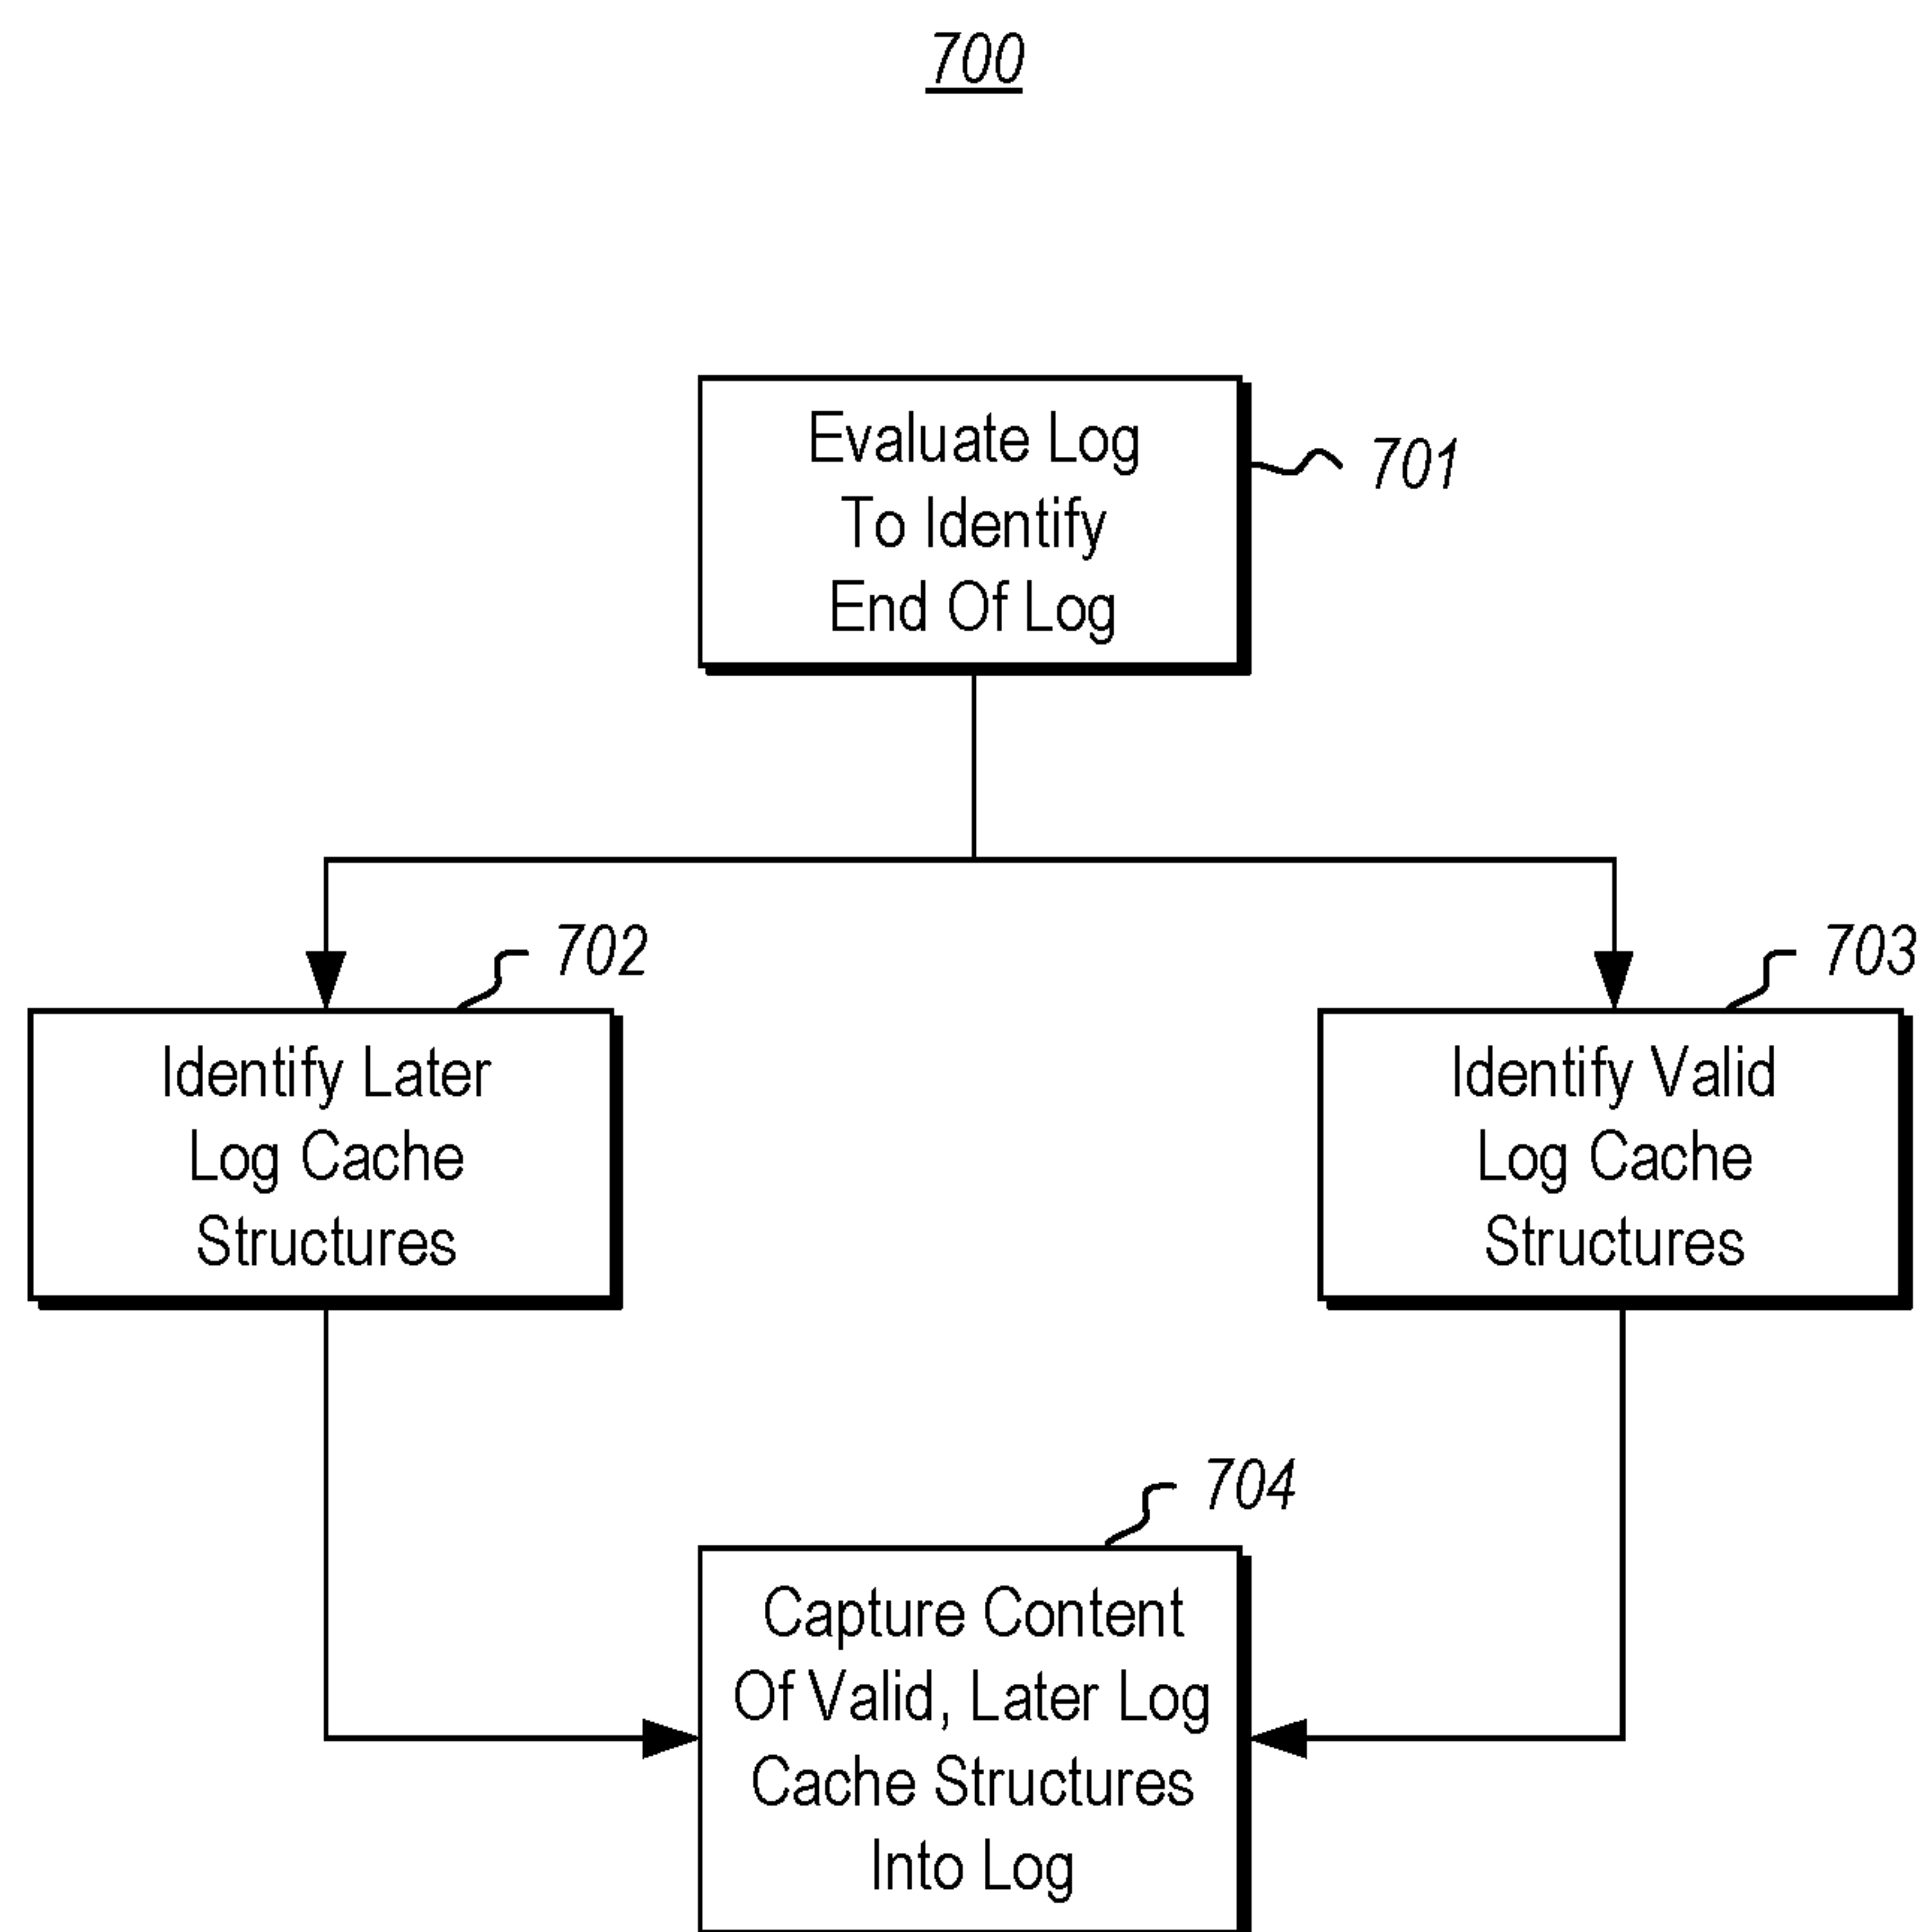 700
Evaluate Log
To Identify
End Of Log
701
702
Identify Later
Log Cache
Structures
703
Identify Valid
Log Cache
Structures
704
Capture Content
Of Valid, Later Log
Cache Structures
Into Log